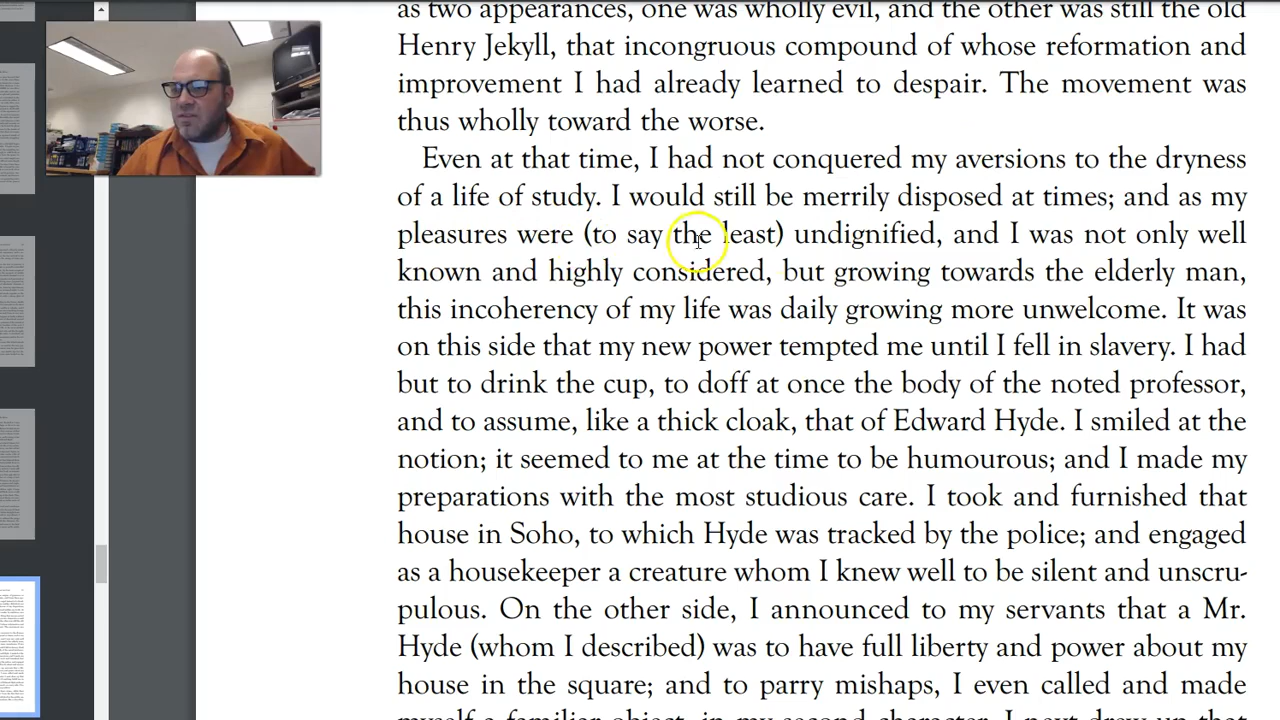 as two appearances, one was wholly evil, and the other was still the old
Henry Jekyll, that incongruous compound of whose reformation and
improvement I had already learned to despair. The movement was
thus wholly toward the worse.
Even at that time, I had not conquered my aversions to the dryness
of a life of study. I would still be merrily disposed at times; and as my
pleasures were (to say the least) undignified, and I was not only well
known and highly considered, but growing towards the elderly man,
this incoherency of my life was daily growing more unwelcome. It was
on this side that my new power tempted me until I fell in slavery. I had
but to drink the cup, to doff at once the body of the noted professor,
and to assume, like a thick cloak, that of Edward Hyde. I smiled at the
notion; it seemed to me at the time to be humourous; and I made my
preparations with the most studious care. I took and furnished that
house in Soho, to which Hyde was tracked by the police; and engaged
as a housekeeper a creature whom I knew well to be silent and unscru-
pulous. On the other side, I announced to my servants that a Mr.
Hyde (whom I described) was to have full liberty and power about my
house in the square; and to parry mishaps, I even called and made
myself a familiar object, in my second character. I next drew up that